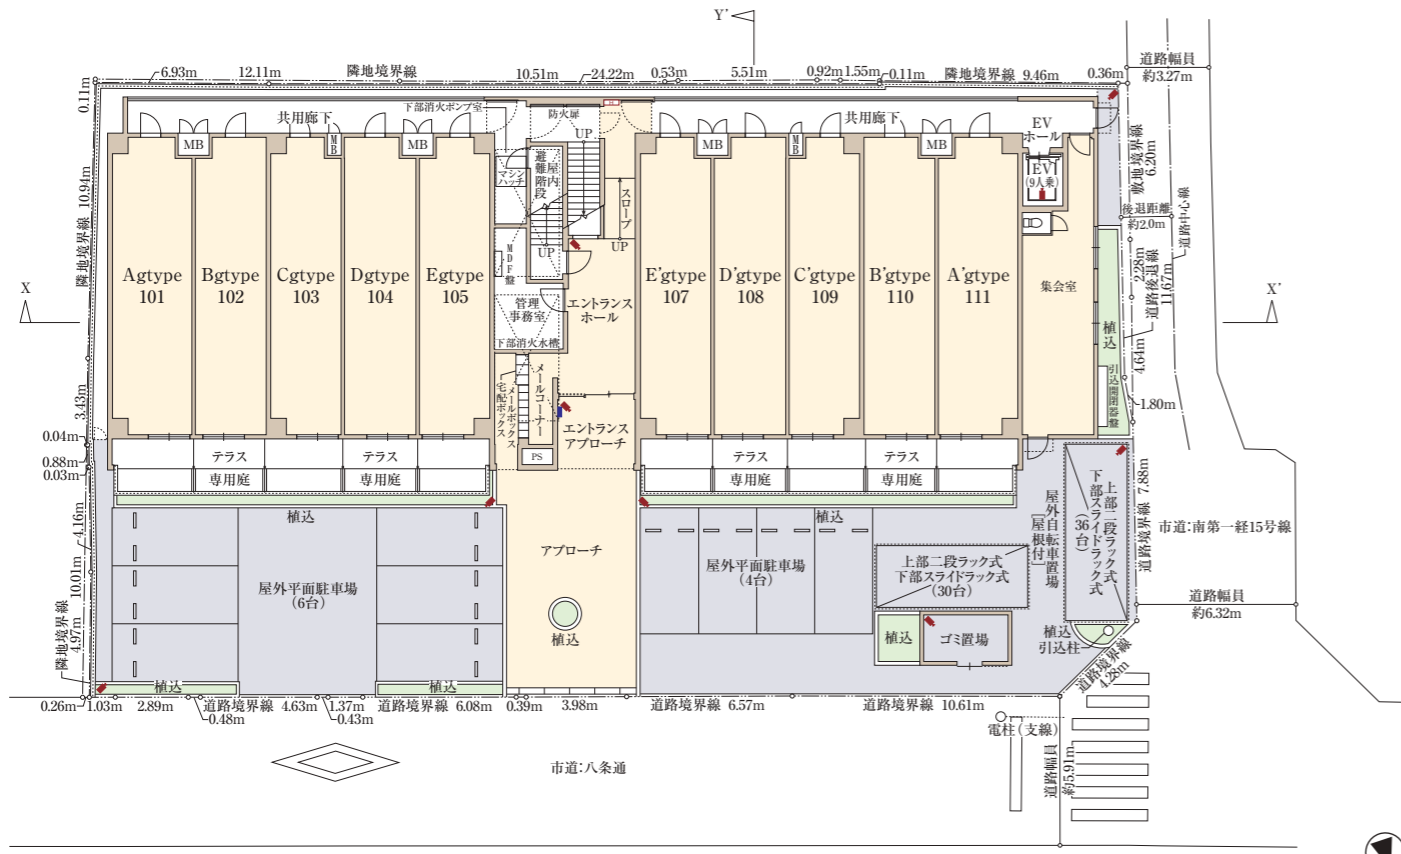 Y'
6.93m
12.11m
隣地境界線
10.51m
24.22m
0.53m
5.51m
0.92m
1.55m
0.11m
隣地境界線
9.46m
0.36m
道路幅員
約3.27m
0.11m
下部消火ポンプ室
共用廊下
防火扉
UP
共用廊下
EV
ホール
MB
MB
MB
MB
MB
MB
EV
(9人乗)
マシン
ハッチ
屋内
避難階段
UP
スロープ
UP
敷地境界線
6.20m
後退距離
約2.0m
道路中心線
隣地境界線 10.94m
Agtype
101
Bgtype
102
Cgtype
103
Dgtype
104
Egtype
105
MDF盤
管理
事務室
下部消火水槽
エントランス
ホール
E'gtype
107
D'gtype
108
C'gtype
109
B'gtype
110
A'gtype
111
集会室
植込
引込開閉器盤
2.28m
道路後退線
11.67m
4.64m
1.80m
X
X'
メールコーナー
メールボックス
宅配ボックス
PS
エントランス
アプローチ
3.43m
0.04m
0.88m
0.03m
テラス
テラス
テラス
テラス
専用庭
専用庭
専用庭
専用庭
4.16m
10.01m
隣地境界線
4.97m
植込
屋外平面駐車場
(6台)
植込
植込
アプローチ
植込
植込
屋外平面駐車場
(4台)
上部二段ラック式
下部スライドラック式
(30台)
屋外自転車置場
[屋根付]
上部二段ラック式
下部スライドラック式
(36台)
道路境界線 7.88m
市道:南第一経15号線
道路幅員
約6.32m
植込
ゴミ置場
植込
引込柱
道路境界線
4.28m
0.26m
1.03m
2.89m
0.48m
道路境界線
4.63m
1.37m
0.43m
道路境界線
6.08m
0.39m
3.98m
道路境界線
6.57m
道路境界線
10.61m
電柱(支線)
道路幅員
約5.91m
市道:八条通